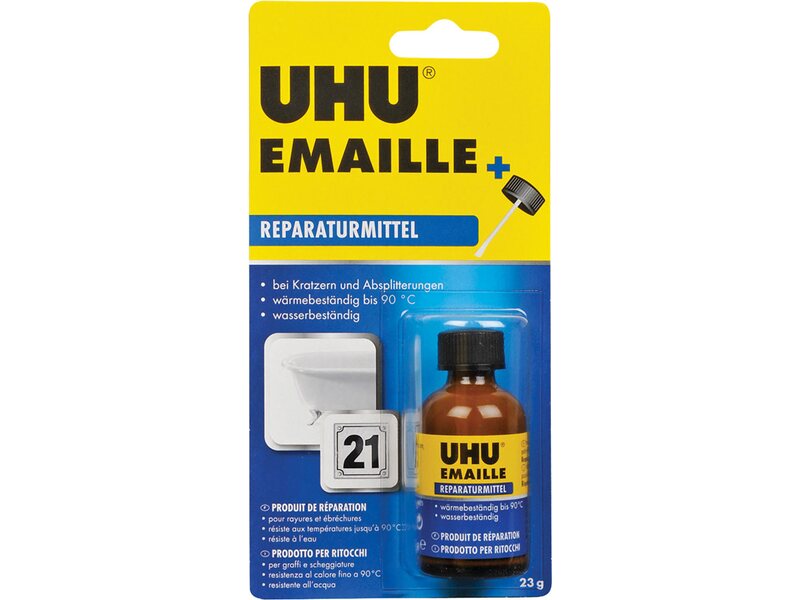 UHU®
EMAILLE +
REPARATURMITTEL
• bei Kratzern und Absplitterungen
• wärmebeständig bis 90 °C
• wasserbeständig
21
F PRODUIT DE RÉPARATION
• pour rayures et ébréchures
• résiste aux températures jusqu'à 90°C
• résiste à l'eau
I PRODOTTO PER RITOCCHI
• per graffi e scheggiature
• resistenza al calore fino a 90°C
• resistente all'acqua
UHU®
EMAILLE
REPARATURMITTEL
• wärmebeständig bis 90°C
• wasserbeständig
F PRODUIT DE RÉPARATION
I PRODOTTO PER RITOCCHI
23 g